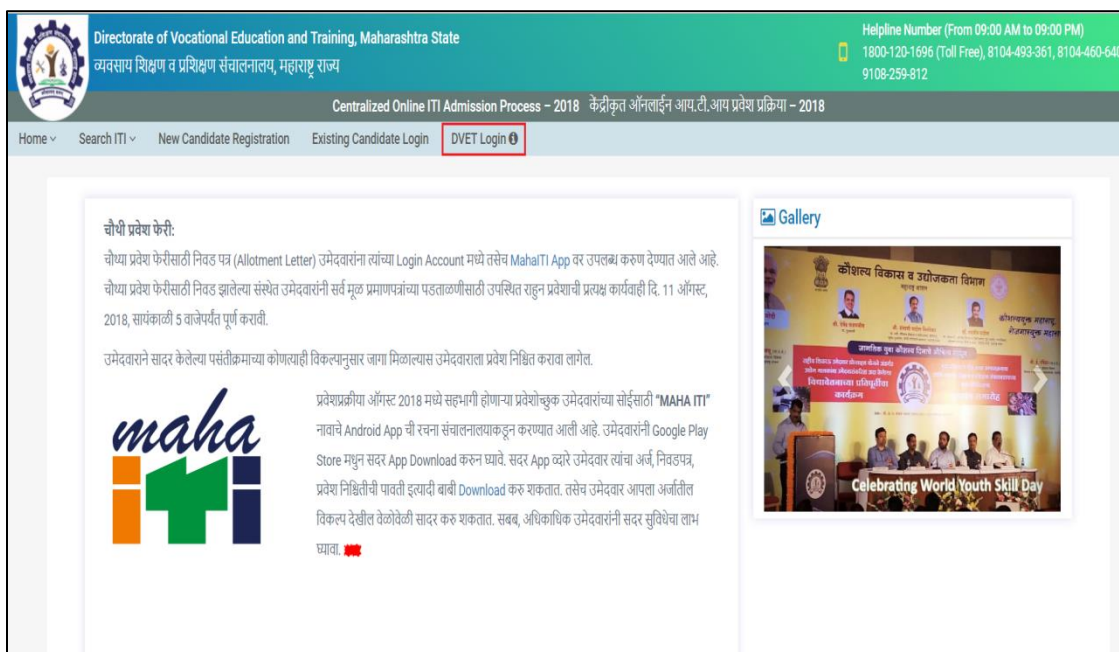 Directorate of Vocational Education and Training, Maharashtra State
व्यवसाय शिक्षण व प्रशिक्षण संचालनालय, महाराष्ट्र राज्य
Helpline Number (From 09:00 AM to 09:00 PM)
1800-120-1696 (Toll Free), 8104-493-361, 8104-460-640
9108-259-812
Centralized Online ITI Admission Process – 2018 केंद्रीकृत ऑनलाईन आय.टी.आय प्रवेश प्रक्रिया – 2018
Home Search ITI New Candidate Registration Existing Candidate Login DVET Login
चौथी प्रवेश फेरी:
चौथ्या प्रवेश फेरीसाठी निवड पत्र (Allotment Letter) उमेदवारांना त्यांच्या Login Account मध्ये तसेच MahaITI App वर उपलब्ध करुण देण्यात आले आहे.
चौथ्या प्रवेश फेरीसाठी निवड झालेल्या संस्थेत उमेदवारांनी सर्व मूळ प्रमाणपत्रांच्या पडताळणीसाठी उपस्थित राहुन प्रवेशाची प्रत्यक्ष कार्यवाही दि. 11 ऑगस्ट,
2018, सायंकाळी 5 वाजेपर्यंत पूर्ण करावी.
उमेदवाराने सादर केलेल्या पसंतीक्रमाच्या कोणत्याही विकल्पानुसार जागा मिळाल्यास उमेदवाराला प्रवेश निश्चित करावा लागेल.
maha
iti
प्रवेशप्रक्रीया ऑगस्ट 2018 मध्ये सहभागी होणाऱ्या प्रवेशोच्छुक उमेदवारांच्या सोईसाठी "MAHA ITI"
नावाचे Android App ची रचना संचालनालयाकडून करण्यात आली आहे. उमेदवारांनी Google Play
Store मधुन सदर App Download करुन घ्यावे. सदर App व्दारे उमेदवार त्यांचा अर्ज, निवडपत्र,
प्रवेश निश्चितीची पावती इत्यादी बाबी Download करु शकतात. तसेच उमेदवार आपला अर्जातील
विकल्प देखील वेळोवेळी सादर करु शकतात. सबब, अधिकाधिक उमेदवारांनी सदर सुविधेचा लाभ
घ्यावा.
Gallery
कौशल्य विकास व उद्योजकता विभाग
महाराष्ट्र शासन
जागतिक युवा कौशल्य दिनाचे औचित्य साधून
विद्यावेतनाच्या प्रतिपूर्तीचा
कार्यक्रम
Celebrating World Youth Skill Day